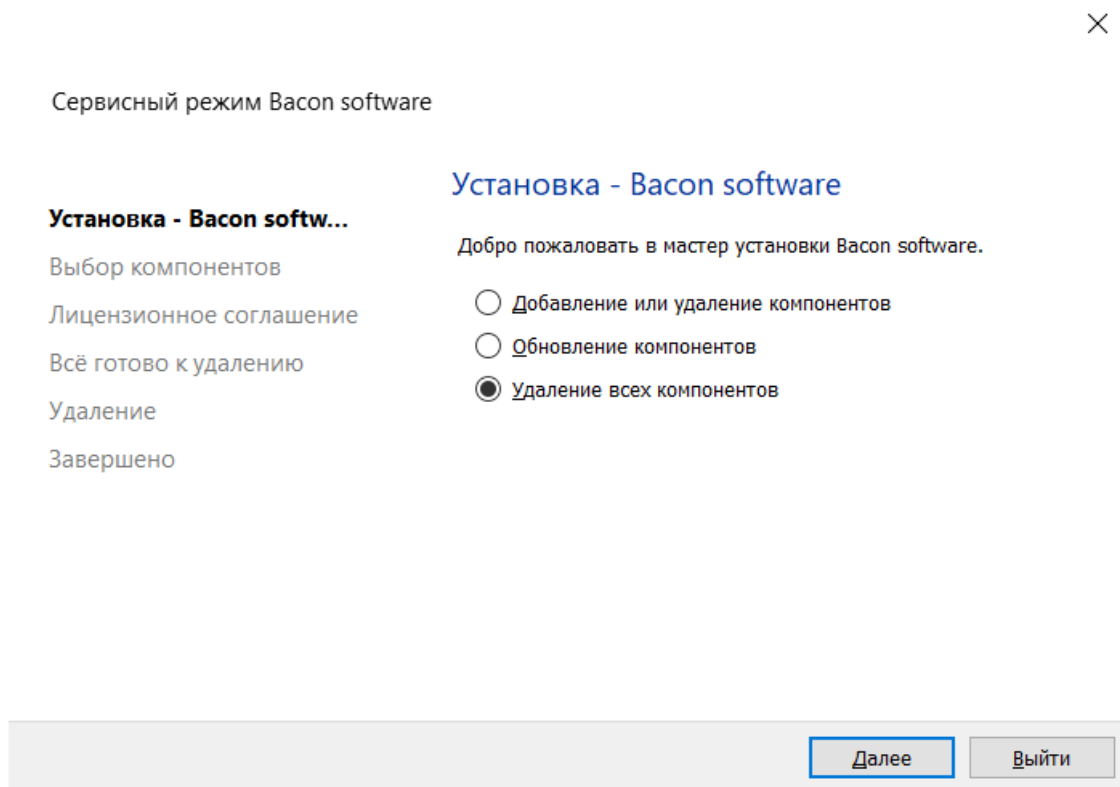 Сервисный режим Bacon software
Установка - Bacon softw...
Выбор компонентов
Лицензионное соглашение
Всё готово к удалению
Удаление
Завершено
Установка - Bacon software
Добро пожаловать в мастер установки Bacon software.
Добавление или удаление компонентов
Обновление компонентов
Удаление всех компонентов
Далее
Выйти